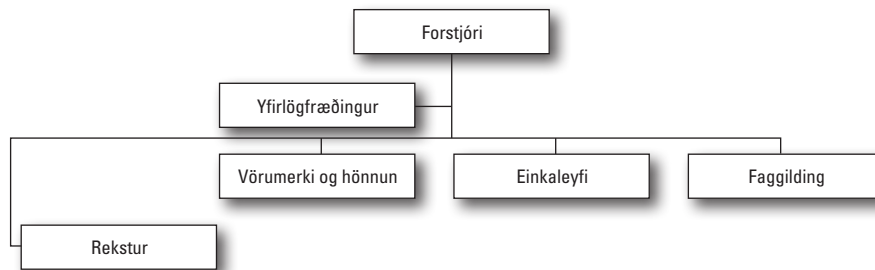 Forstjóri
Yfirlögfræðingur
Vörumerki og hönnun
Einkaleyfi
Faggilding
Rekstur